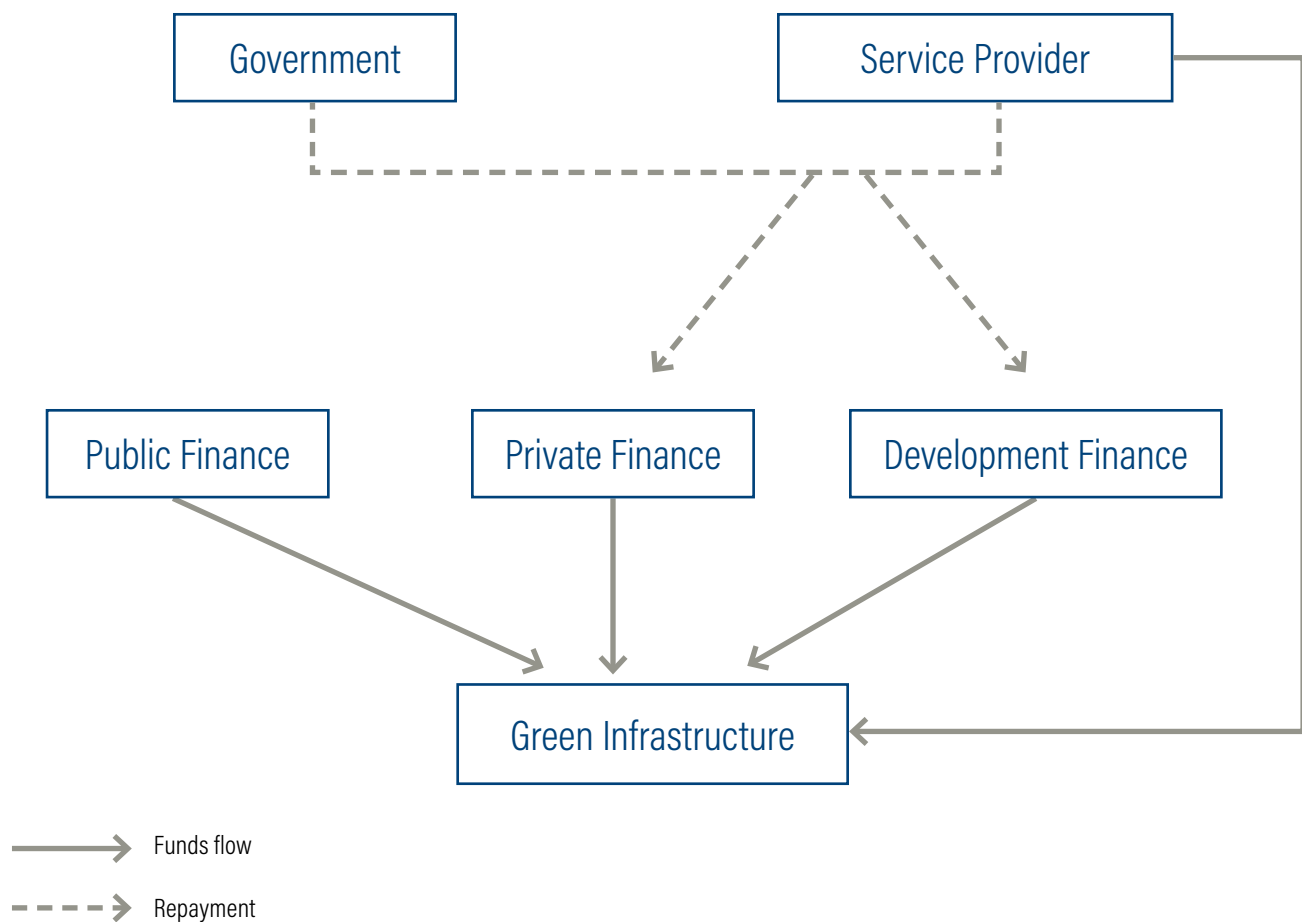 Government
Service Provider
Public Finance
Private Finance
Development Finance
Green Infrastructure
Funds flow
Repayment